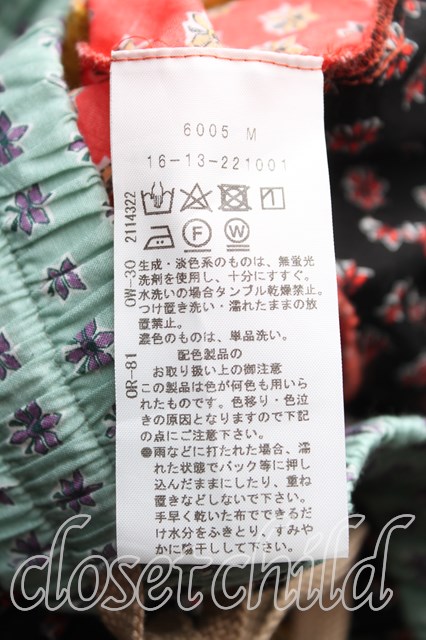 6005 M
16-13-221001
OW-30 2114322
OR-81
生成・淡色系のものは、無蛍光
洗剤を使用し、十分にすすぐ。
水洗いの場合タンブル乾燥禁止。
つけ置き洗い・濡れたままの放
置禁止。
濃色のものは、単品洗い。
配色製品の
お取り扱い上の御注意
この製品は色が何色も用いら
れたものです。色移り・色泣
きの原因となりますので下記
の点にご注意下さい。
●雨などに打たれた場合、濡
れた状態でバック等に押し
込んだままにしたり、重ね
置きなどしないで下さい。
手早く乾いた布でできるだ
け水分をふきとり、すみや
かに陰干しして下さい。
closetchild